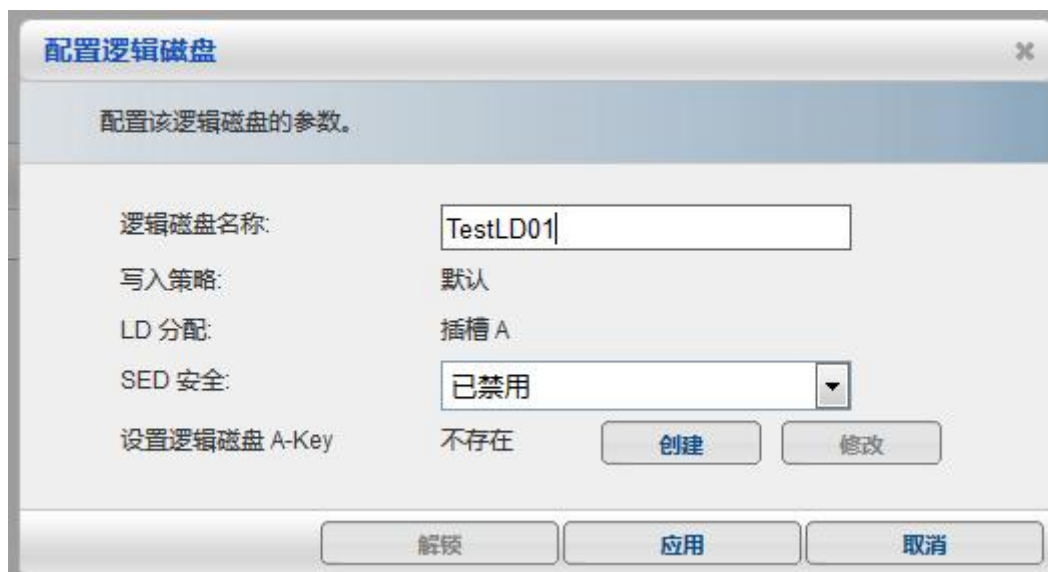 配置逻辑磁盘
配置该逻辑磁盘的参数。
逻辑磁盘名称: TestLD01
写入策略: 默认
LD 分配: 插槽 A
SED 安全: 已禁用
设置逻辑磁盘 A-Key 不存在 创建 修改
解锁 应用 取消